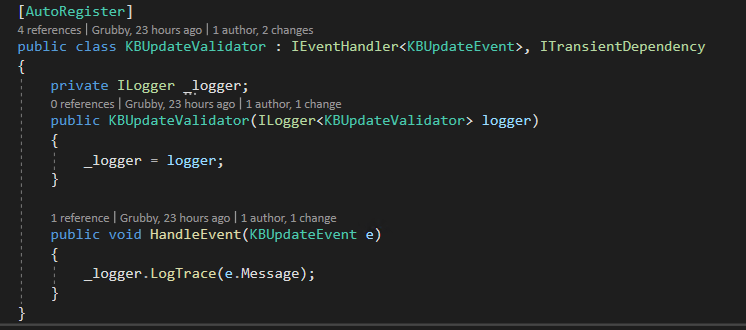 [AutoRegister]
4 references | Grubby, 23 hours ago | 1 author, 2 changes
public class KBUpdateValidator : IEventHandler<KBUpdateEvent>, ITransientDependency
{
    private ILogger _logger;
    0 references | Grubby, 23 hours ago | 1 author, 1 change
    public KBUpdateValidator(ILogger<KBUpdateValidator> logger)
    {
        _logger = logger;
    }
    1 reference | Grubby, 23 hours ago | 1 author, 1 change
    public void HandleEvent(KBUpdateEvent e)
    {
        _logger.LogTrace(e.Message);
    }
}